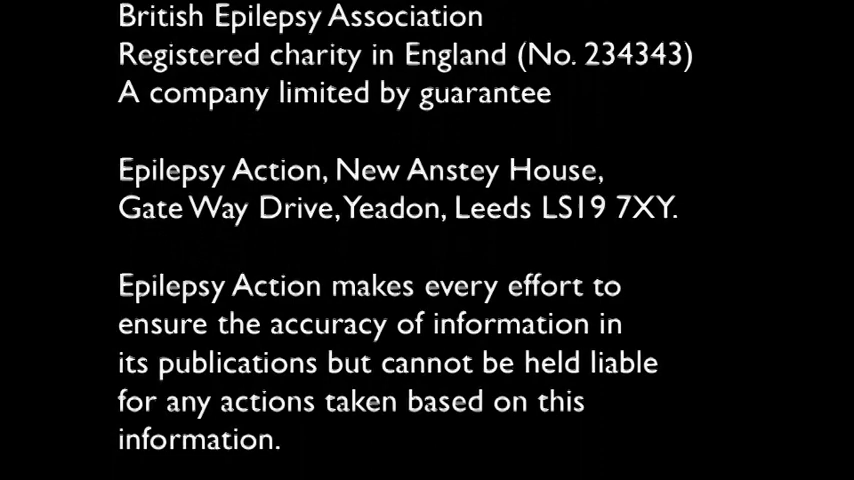 British Epilepsy Association
Registered charity in England (No. 234343)
A company limited by guarantee
Epilepsy Action, New Anstey House,
Gate Way Drive, Yeadon, Leeds LS19 7XY.
Epilepsy Action makes every effort to
ensure the accuracy of information in
its publications but cannot be held liable
for any actions taken based on this
information.